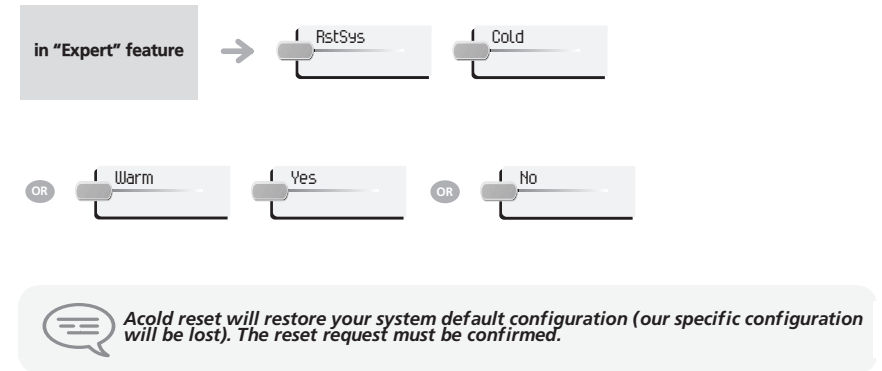 in "Expert" feature
RstSys
Cold
OR
Warm
Yes
OR
No
Acold reset will restore your system default configuration (our specific configuration
will be lost). The reset request must be confirmed.